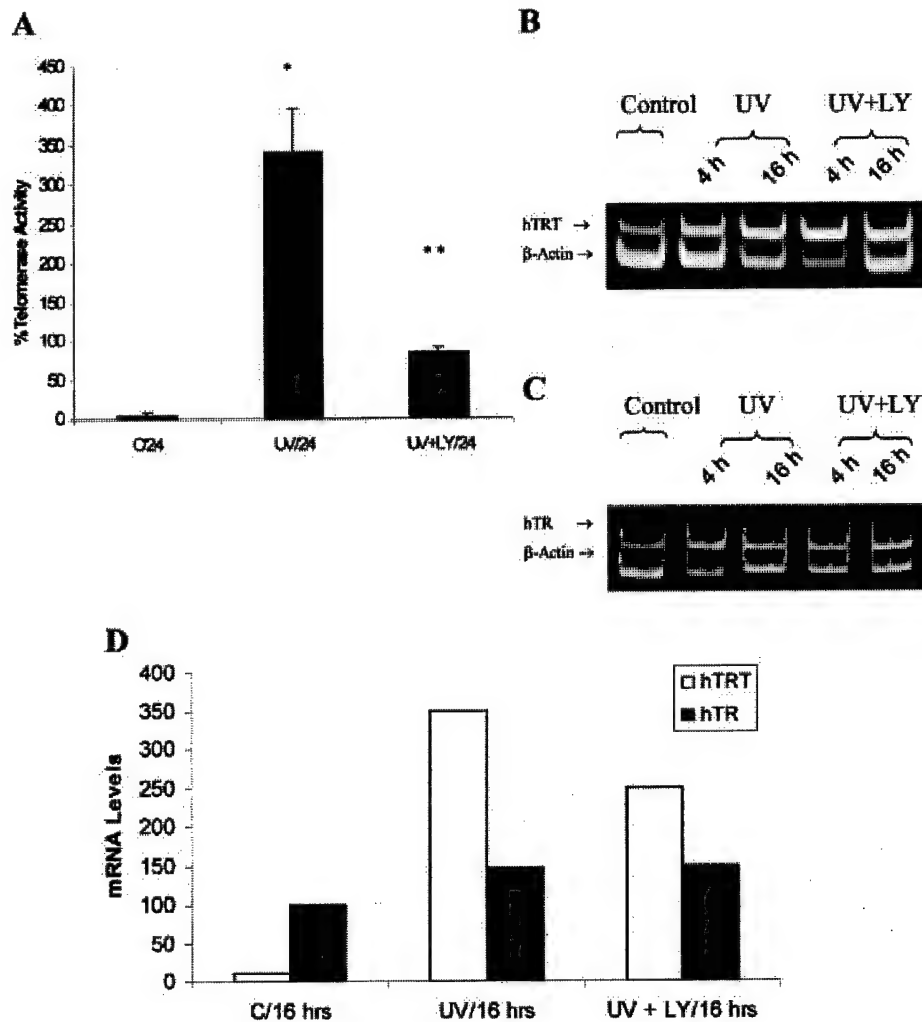 A
450
400
350
300
250
200
150
100
50
0
%Telomerase Activity
*
**
C/24
UV/24
UV+LY/24
B
Control UV UV+LY
4 h 16 h 4 h 16 h
hTRT →
β-Actin →
C
Control UV UV+LY
4 h 16 h 4 h 16 h
hTR →
β-Actin →
D
400
350
300
250
200
150
100
50
0
mRNA Levels
hTRT
hTR
C/16 hrs UV/16 hrs UV + LY/16 hrs